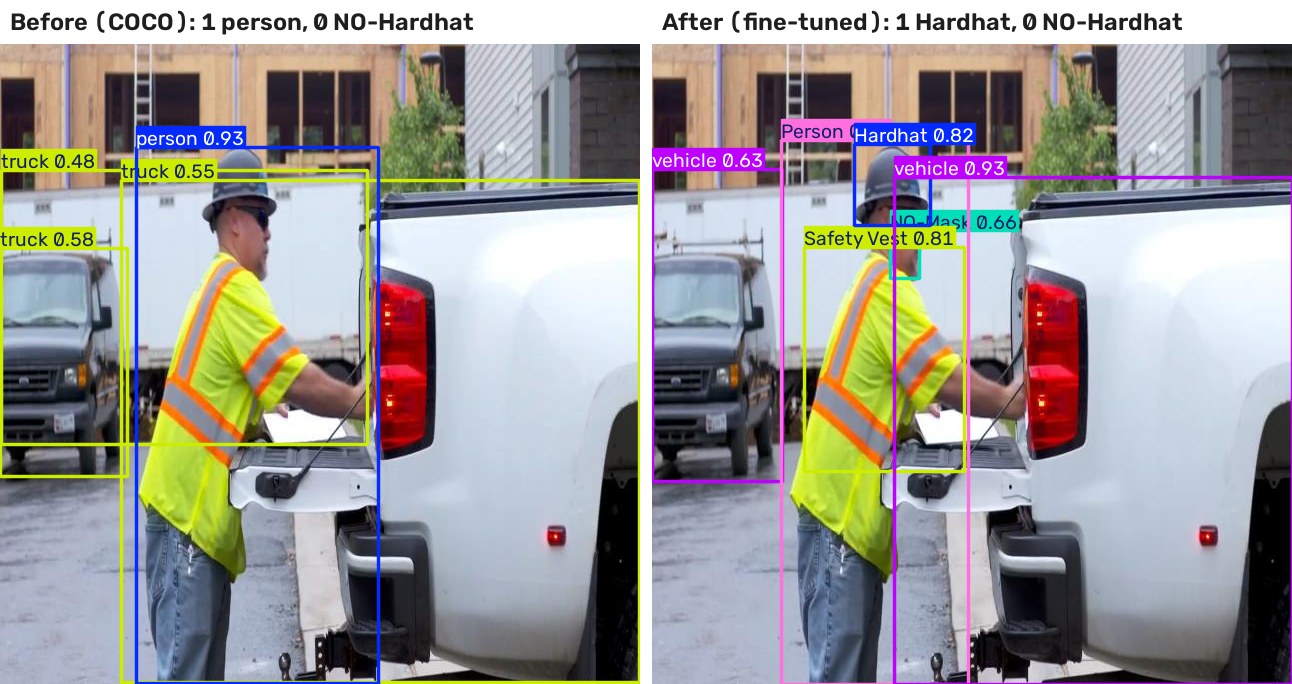 Before (COCO): 1 person, 0 NO-Hardhat
After (fine-tuned): 1 Hardhat, 0 NO-Hardhat
person 0.93
truck 0.48
truck 0.55
truck 0.58
Person
Hardhat 0.82
vehicle 0.63
vehicle 0.93
NO-Mask 0.66
Safety Vest 0.81